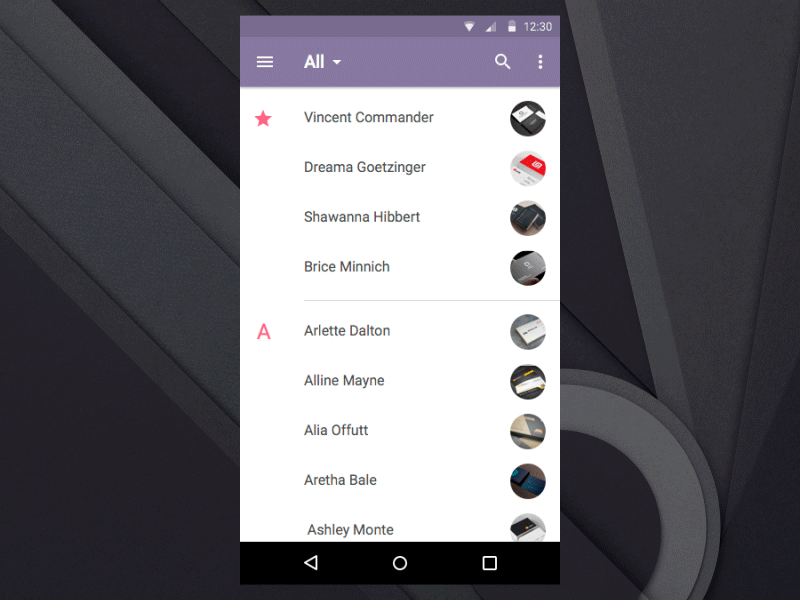 12:30
All
Vincent Commander
Dreama Goetzinger
Shawanna Hibbert
Brice Minnich
A
Arlette Dalton
Alline Mayne
Alia Offutt
Aretha Bale
Ashley Monte